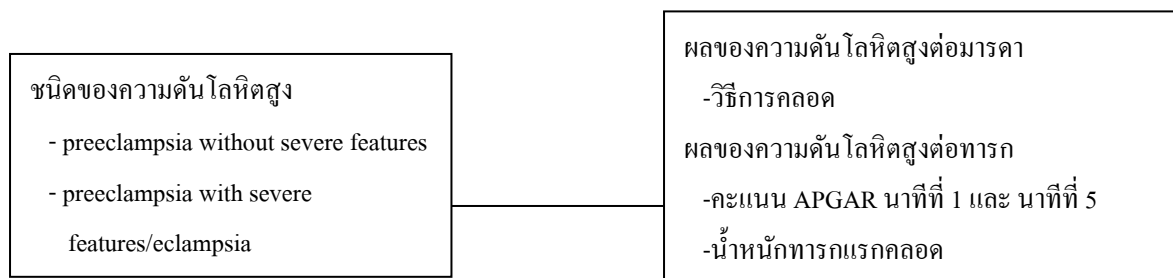 ชนิดของความดันโลหิตสูง
- preeclampsia without severe features
- preeclampsia with severe
features/eclampsia
ผลของความดันโลหิตสูงต่อมารดา
-วิธีการคลอด
ผลของความดันโลหิตสูงต่อทารก
-คะแนน APGAR นาทีที่ 1 และ นาทีที่ 5
-น้ำหนักทารกแรกคลอด